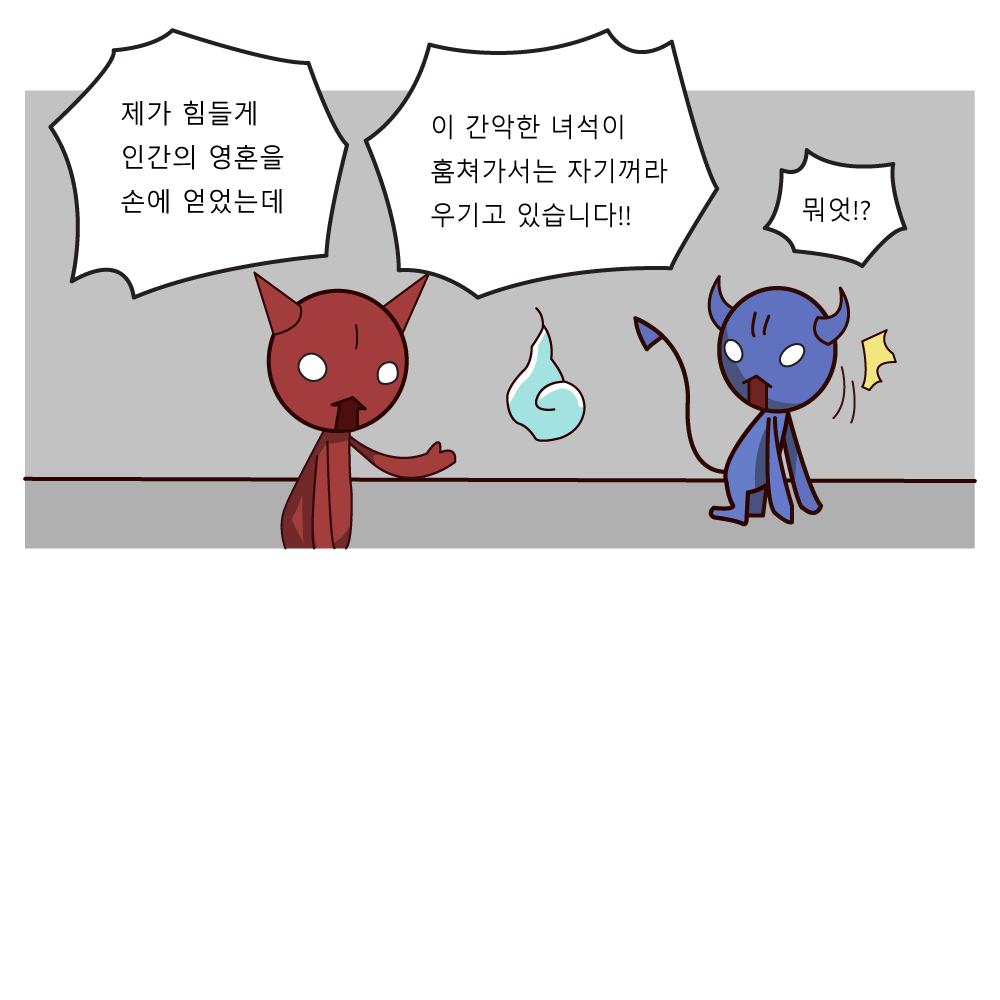 제가 힘들게
인간의 영혼을
손에 얻었는데
이 간악한 녀석이
훔쳐가서는 자기꺼라
우기고 있습니다!!
뭐엇!?